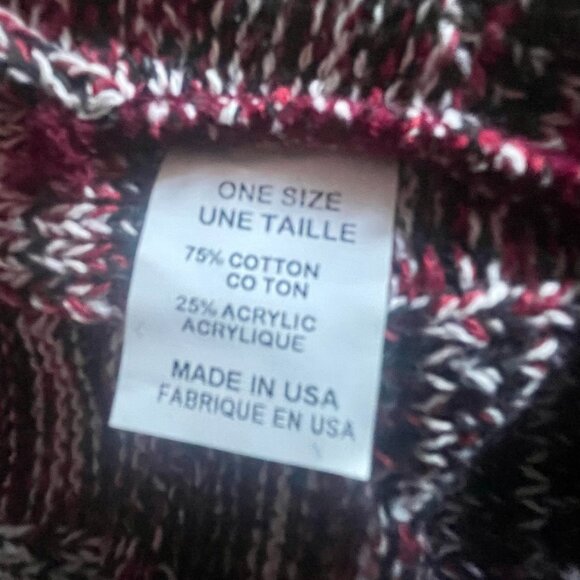 ONE SIZE
UNE TAILLE
75% COTTON
CO TON
25% ACRYLIC
ACRYLIQUE
MADE IN USA
FABRIQUE EN USA